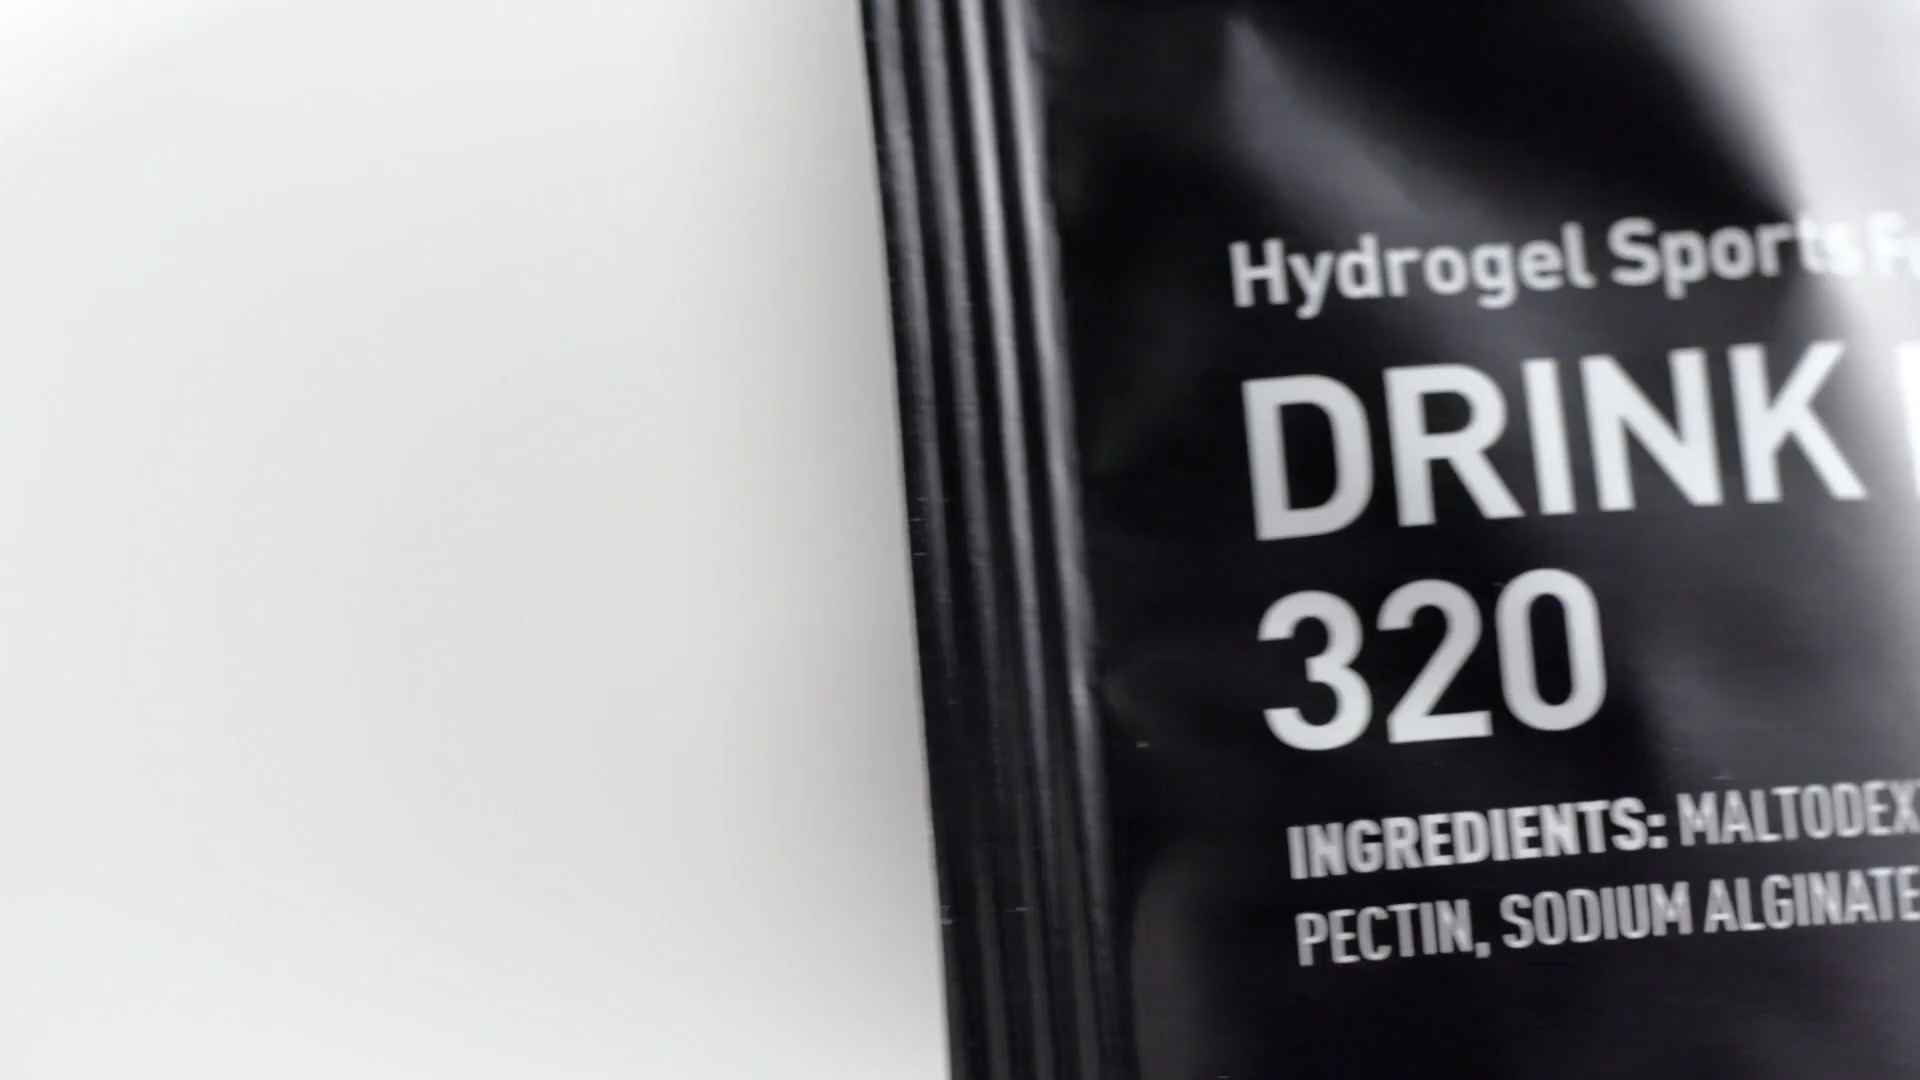 Hydrogel Sports
DRINK
320
INGREDIENTS: MALTODEX
PECTIN, SODIUM ALGINATE